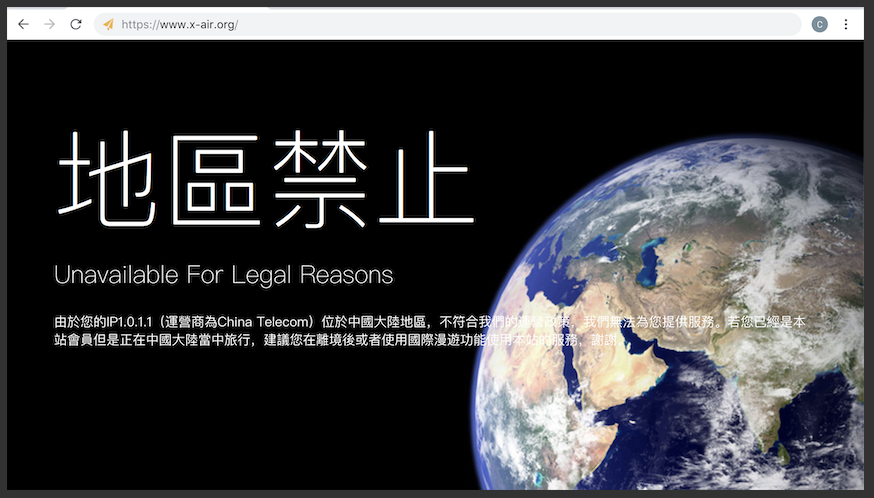 https://www.x-air.org/
C
地區禁止
Unavailable For Legal Reasons
由於您的IP1.0.1.1（運營商為China Telecom）位於中國大陸地區，不符合我們的運營政策，我們無法為您提供服務。若您已經是本
站會員但是正在中國大陸當中旅行，建議您在離境後或者使用國際漫遊功能使用本站的服務。謝謝。